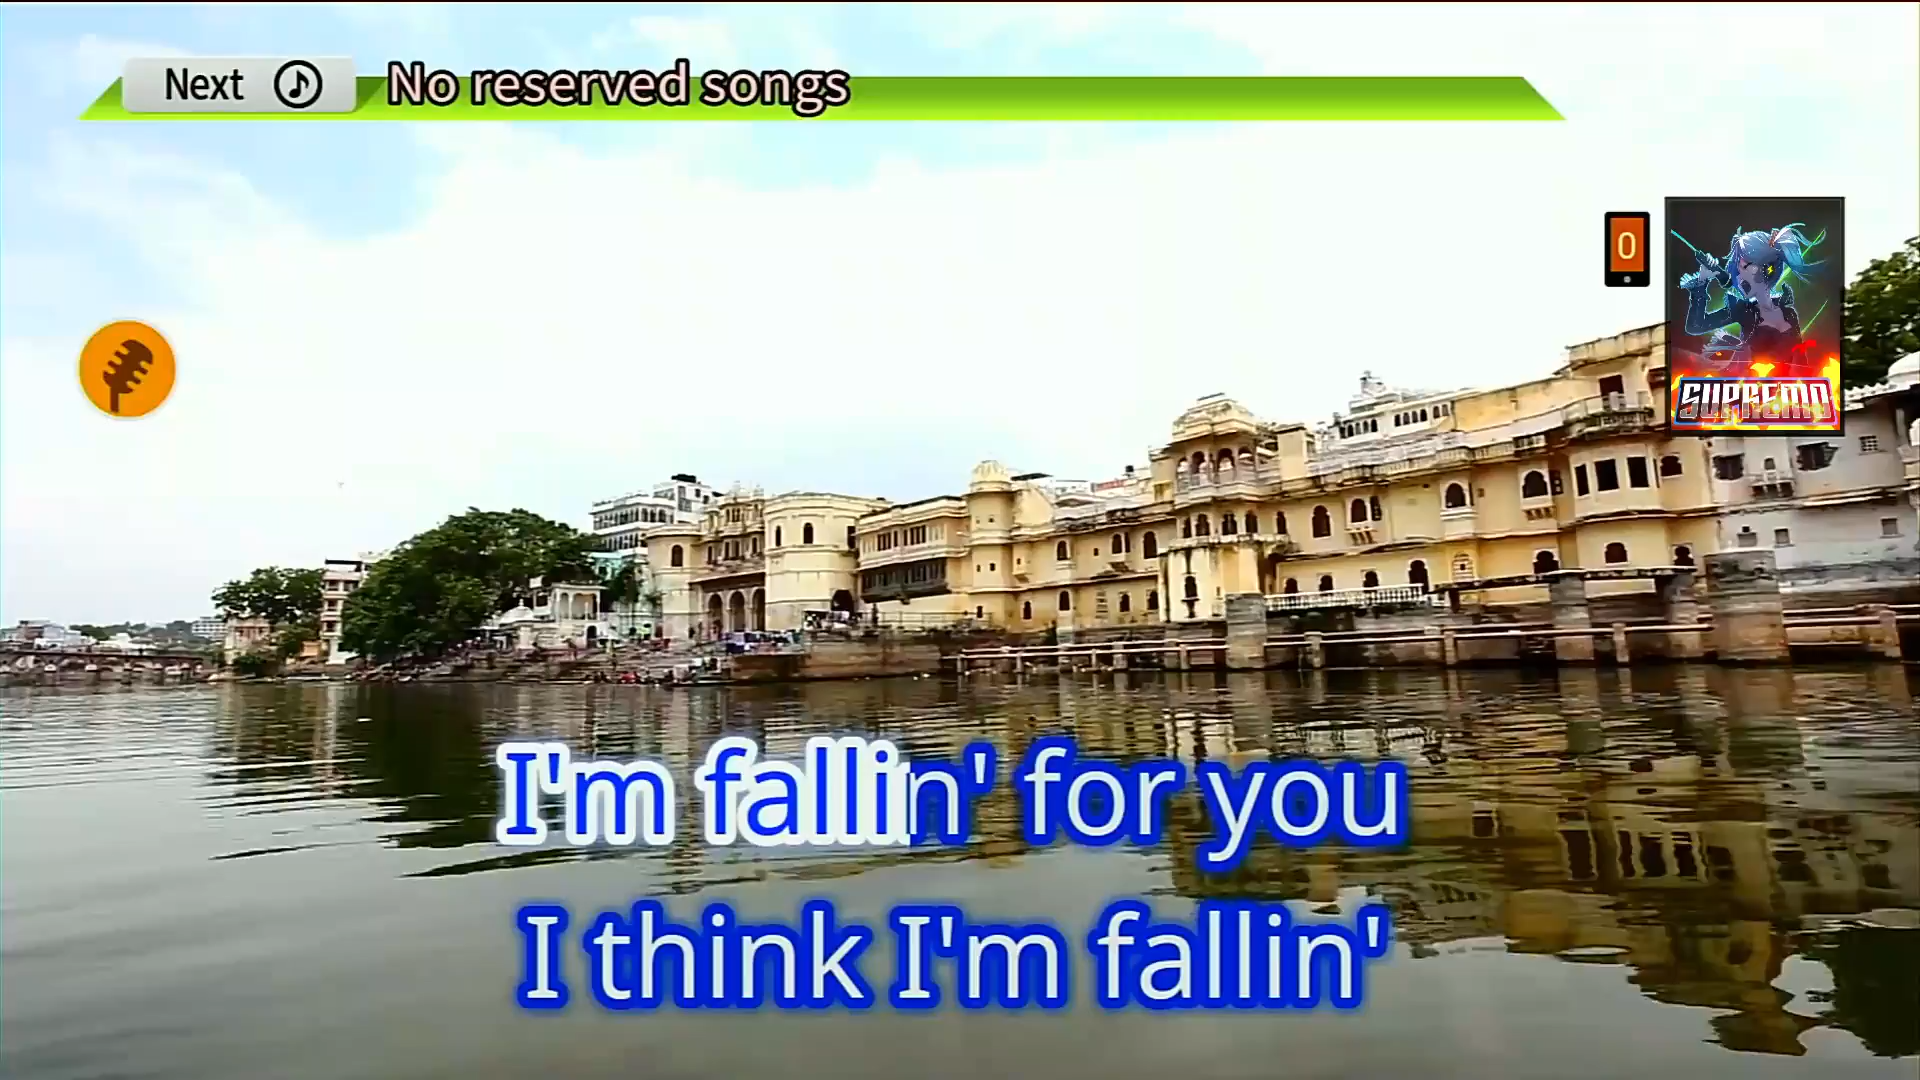 Next No reserved songs
0
SUPREMO
I'm fallin' for you
I think I'm fallin'